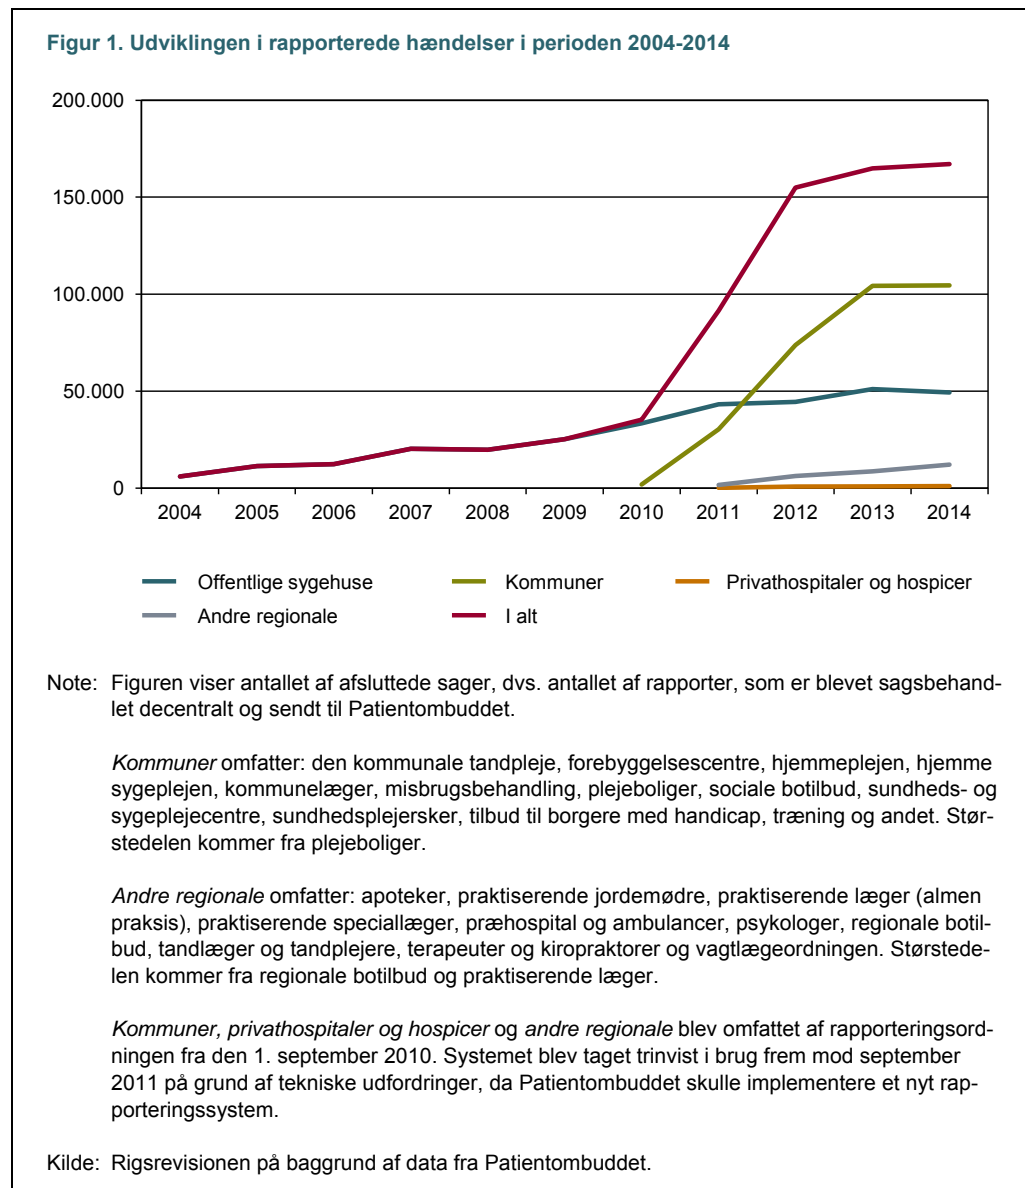 Figur 1. Udviklingen i rapporterede hændelser i perioden 2004-2014
200.000
150.000
100.000
50.000
0
2004 2005 2006 2007 2008 2009 2010 2011 2012 2013 2014
Offentlige sygehuse Kommuner Privathospitaler og hospicer
Andre regionale I alt
Note: Figuren viser antallet af afsluttede sager, dvs. antallet af rapporter, som er blevet sagsbehand-
let decentralt og sendt til Patientombuddet.
Kommuner omfatter: den kommunale tandpleje, forebyggelsescentre, hjemmeplejen, hjemme
sygeplejen, kommunelæger, misbrugsbehandling, plejeboliger, sociale botilbud, sundheds- og
sygeplejecentre, sundhedsplejersker, tilbud til borgere med handicap, træning og andet. Stør-
stedelen kommer fra plejeboliger.
Andre regionale omfatter: apoteker, praktiserende jordemødre, praktiserende læger (almen
praksis), praktiserende speciallæger, præhospital og ambulancer, psykologer, regionale botil-
bud, tandlæger og tandplejere, terapeuter og kiropraktorer og vagtlægeordningen. Størstede-
len kommer fra regionale botilbud og praktiserende læger.
Kommuner, privathospitaler og hospicer og andre regionale blev omfattet af rapporteringsord-
ningen fra den 1. september 2010. Systemet blev taget trinvist i brug frem mod september
2011 på grund af tekniske udfordringer, da Patientombuddet skulle implementere et nyt rap-
porteringssystem.
Kilde: Rigsrevisionen på baggrund af data fra Patientombuddet.